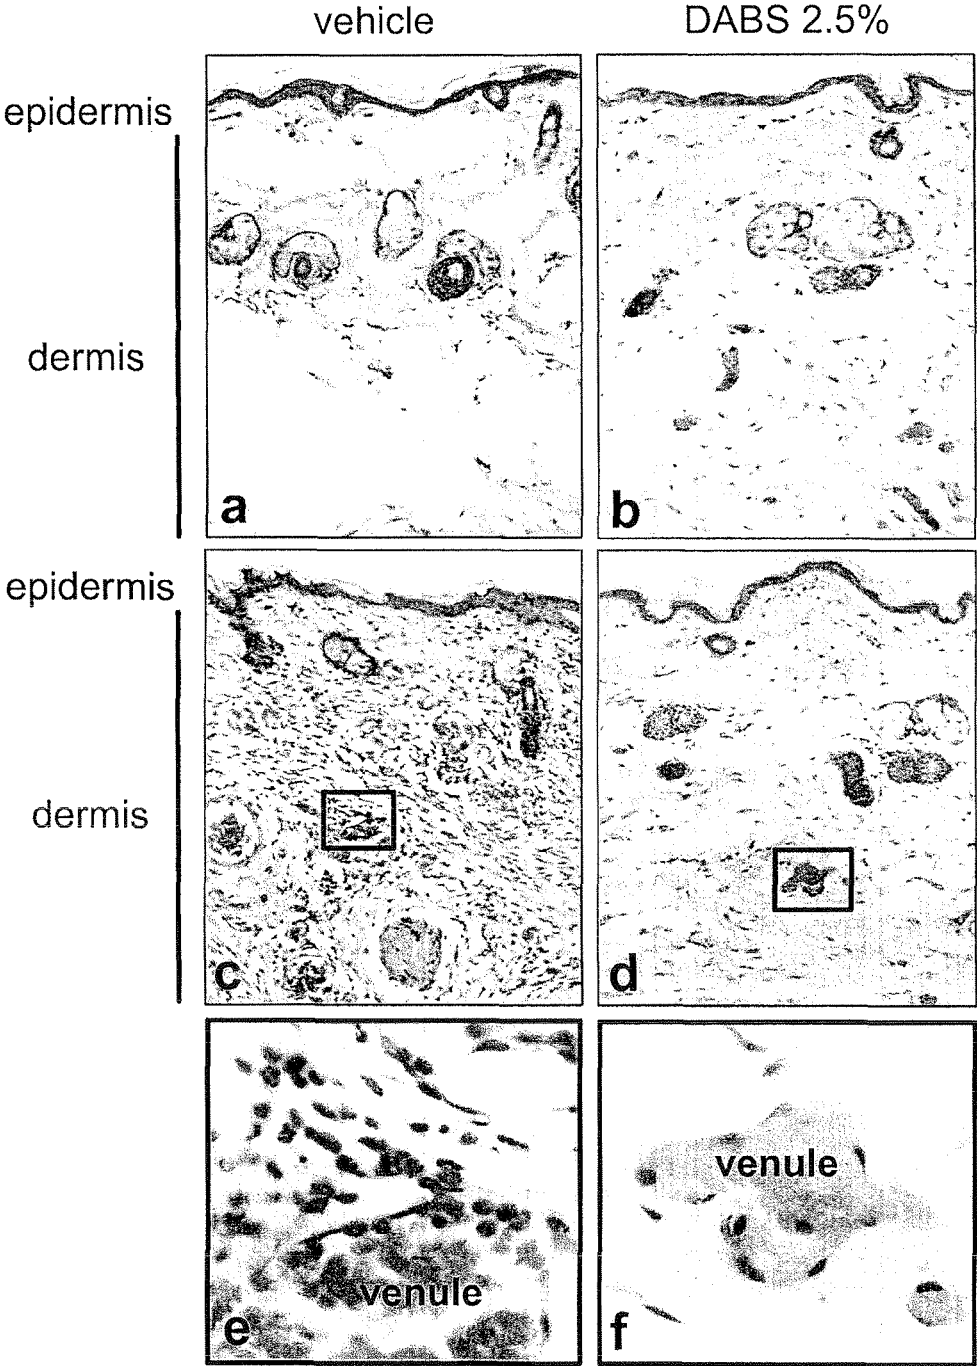 vehicle
DABS 2.5%
epidermis
dermis
a
b
epidermis
dermis
c
d
venule
e
venule
f